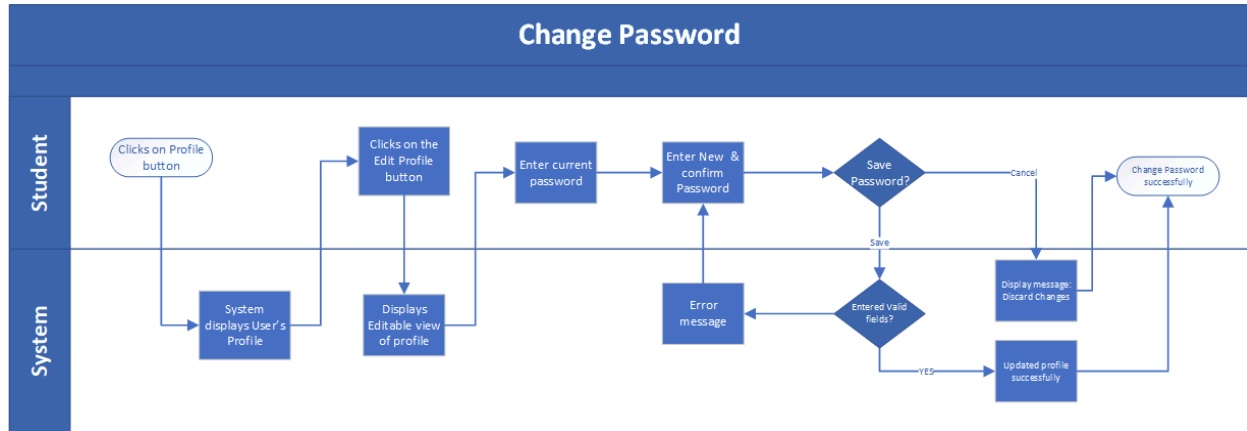 Change Password
Student
Clicks on Profile
button
Clicks on the
Edit Profile
button
Enter current
password
Enter New & 
confirm
Password
Save
Password?
Cancel
Change Password
successfully
Save
System
System
displays User's
Profile
Displays
Editable view
of profile
Error
message
Entered Valid
fields?
Display message:
Discard Changes
YES
Updated profile
successfully